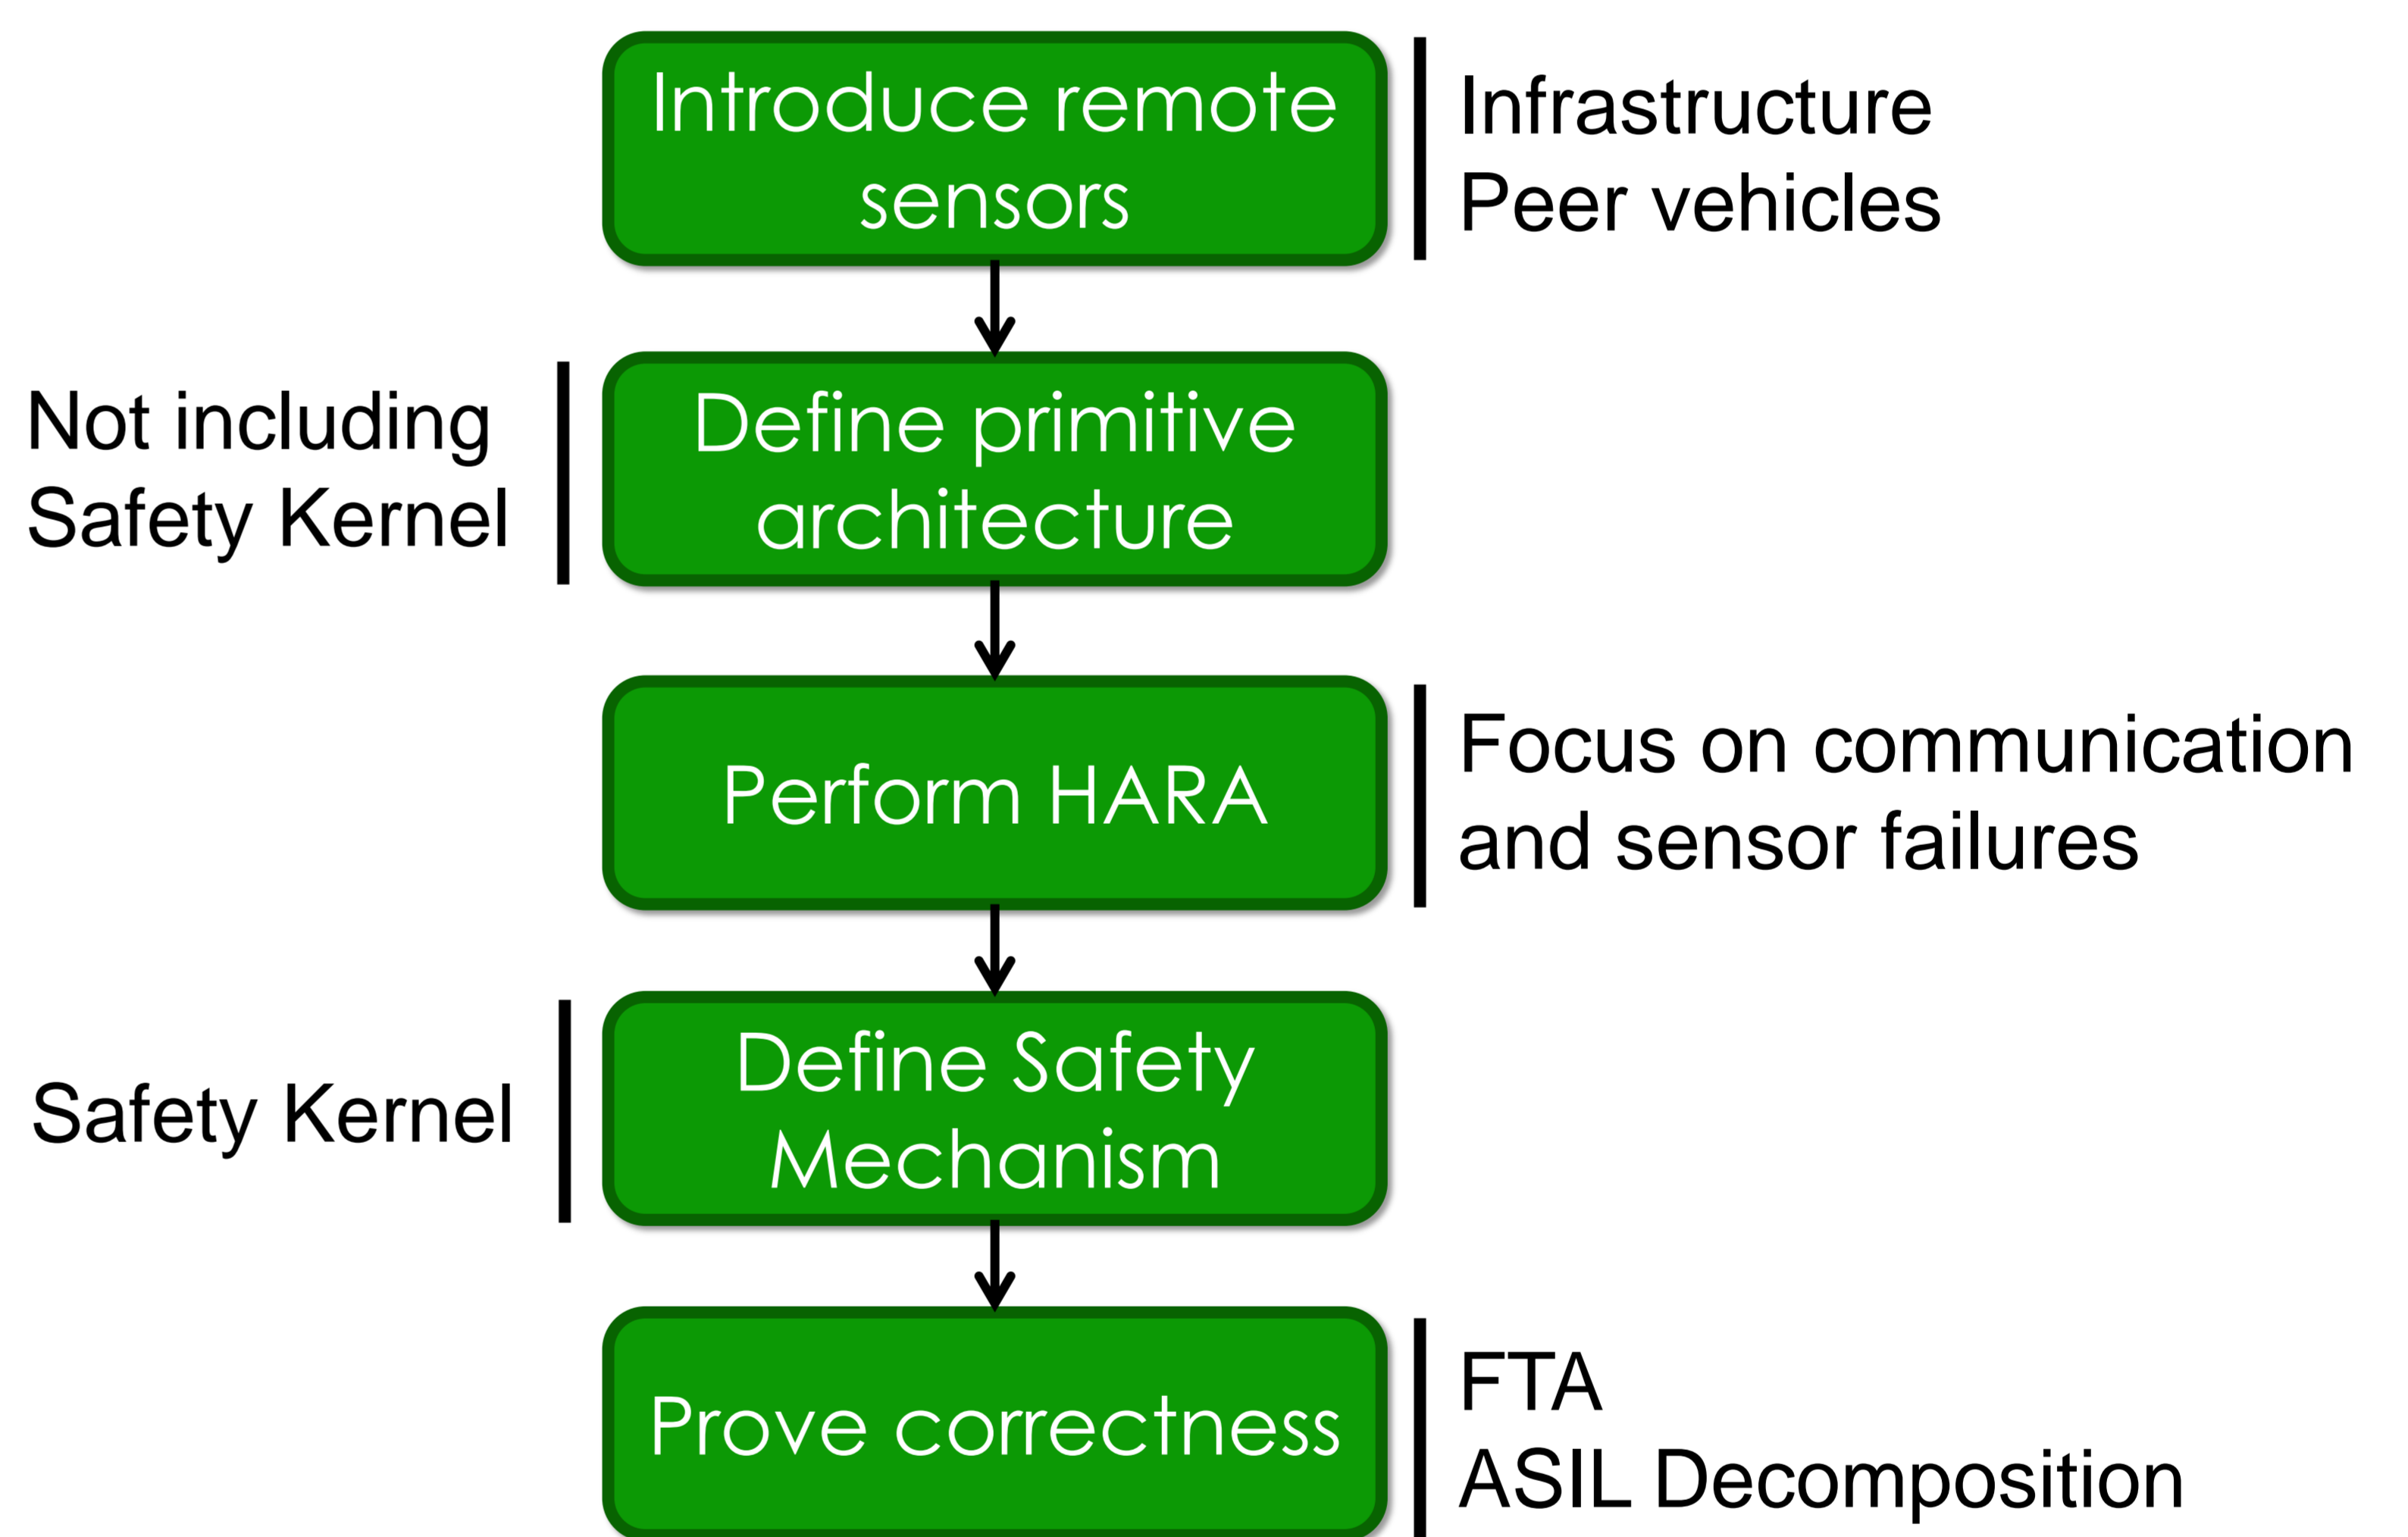 Introduce remote
sensors
Infrastructure
Peer vehicles
Not including
Safety Kernel
Define primitive
architecture
Perform HARA
Focus on communication
and sensor failures
Safety Kernel
Define Safety
Mechanism
Prove correctness
FTA
ASIL Decomposition